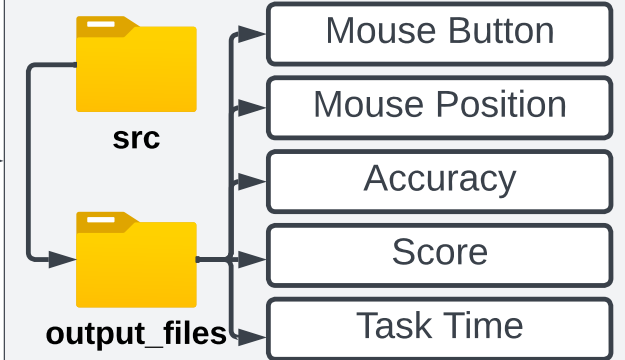 Mouse Button
Mouse Position
src
Accuracy
Score
output_files
Task Time